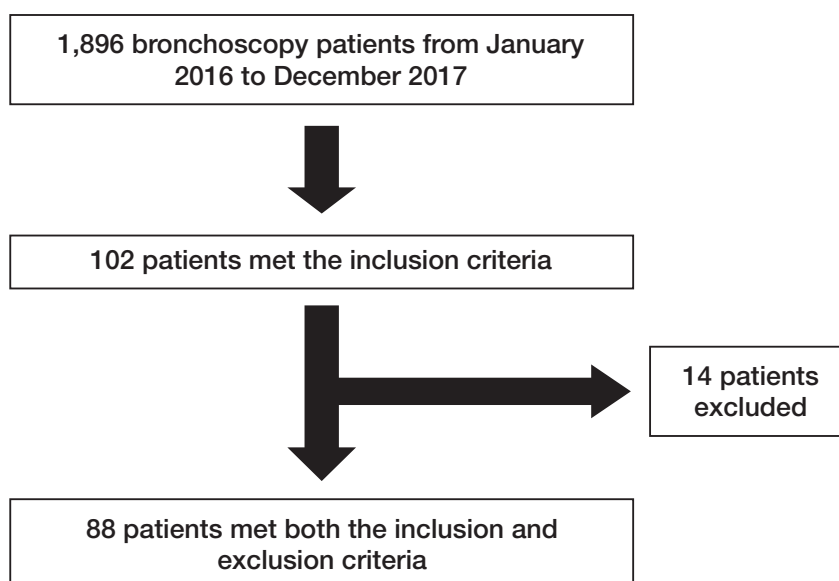 1,896 bronchoscopy patients from January
2016 to December 2017
102 patients met the inclusion criteria
14 patients
excluded
88 patients met both the inclusion and
exclusion criteria